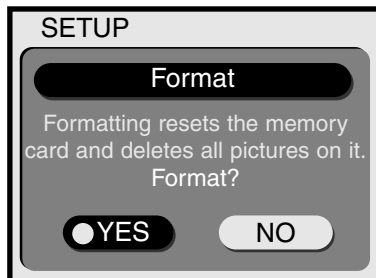 SETUP
Format
Formatting resets the memory
card and deletes all pictures on it.
Format?
YES NO